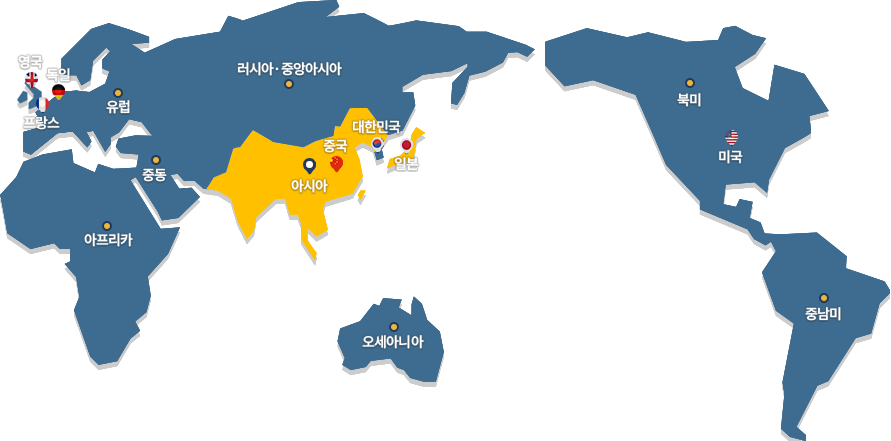 영국
독일
프랑스
유럽
러시아·중앙아시아
중동
아프리카
대한민국
중국
일본
아시아
오세아니아
북미
미국
중남미